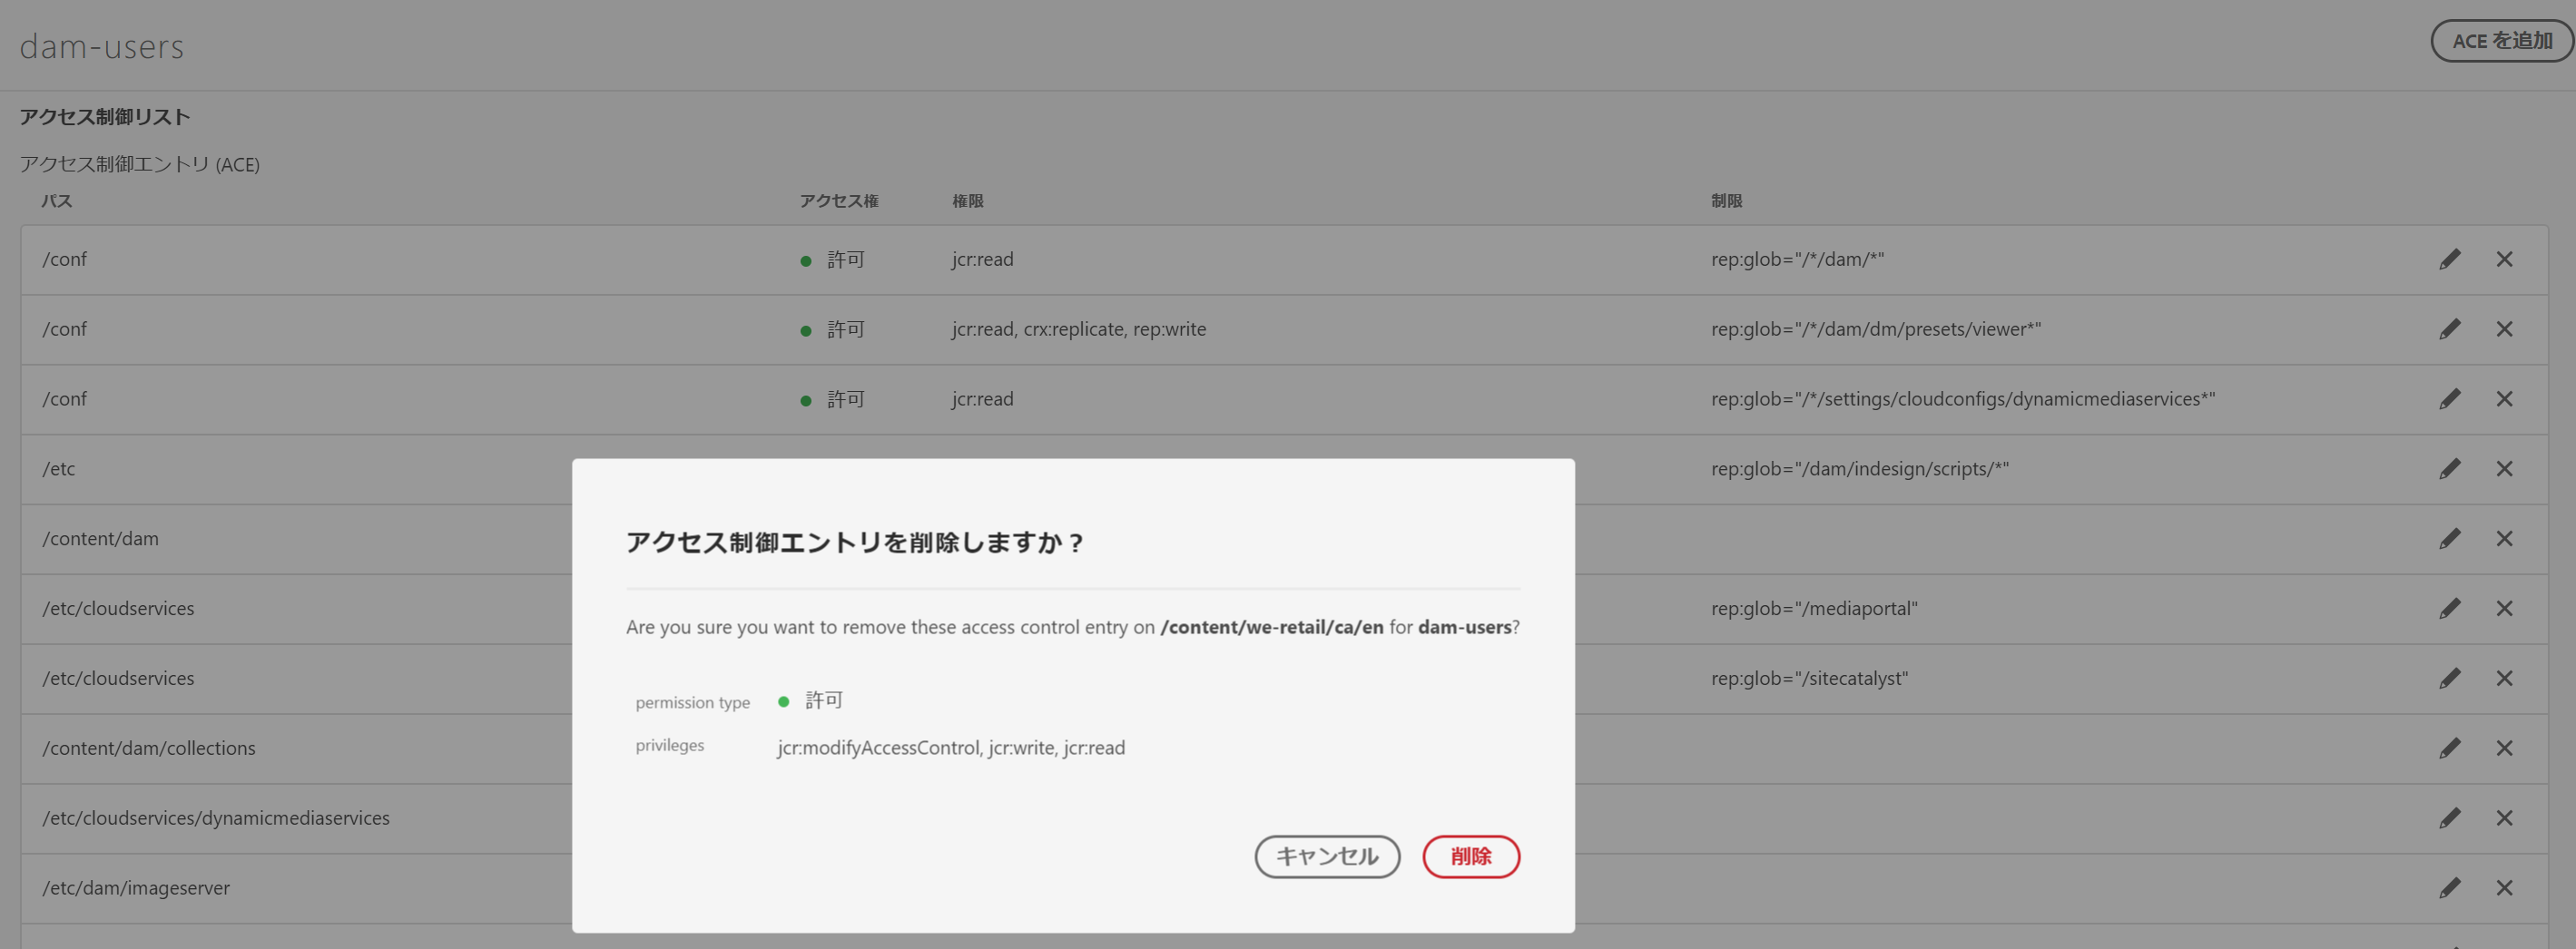 dam-users
ACE を追加
アクセス制御リスト
アクセス制御エントリ (ACE)
パス アクセス権 権限 制限
/conf 許可 jcr:read rep:glob="/*/dam/*"
/conf 許可 jcr:read, crx:replicate, rep:write rep:glob="/*/dam/dm/presets/viewer*"
/conf 許可 jcr:read rep:glob="/*/settings/cloudconfigs/dynamicmediaservices*"
/etc rep:glob="/dam/indesign/scripts/*"
/content/dam
/etc/cloudservices rep:glob="/mediaportal"
/etc/cloudservices rep:glob="/sitecatalyst"
/content/dam/collections
/etc/cloudservices/dynamicmediaservices
/etc/dam/imageserver
アクセス制御エントリを削除しますか？
Are you sure you want to remove these access control entry on /content/we-retail/ca/en for dam-users?
permission type 許可
privileges jcr:modifyAccessControl, jcr:write, jcr:read
キャンセル 削除